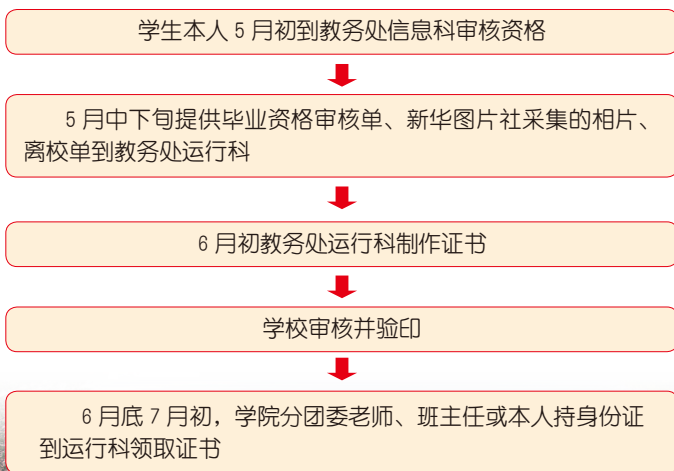 学生本人 5 月初到教务处信息科审核资格
5 月中下旬提供毕业资格审核单、新华图片社采集的相片、
离校单到教务处运行科
6 月初教务处运行科制作证书
学校审核并验印
6 月底 7 月初，学院分团委老师、班主任或本人持身份证
到运行科领取证书